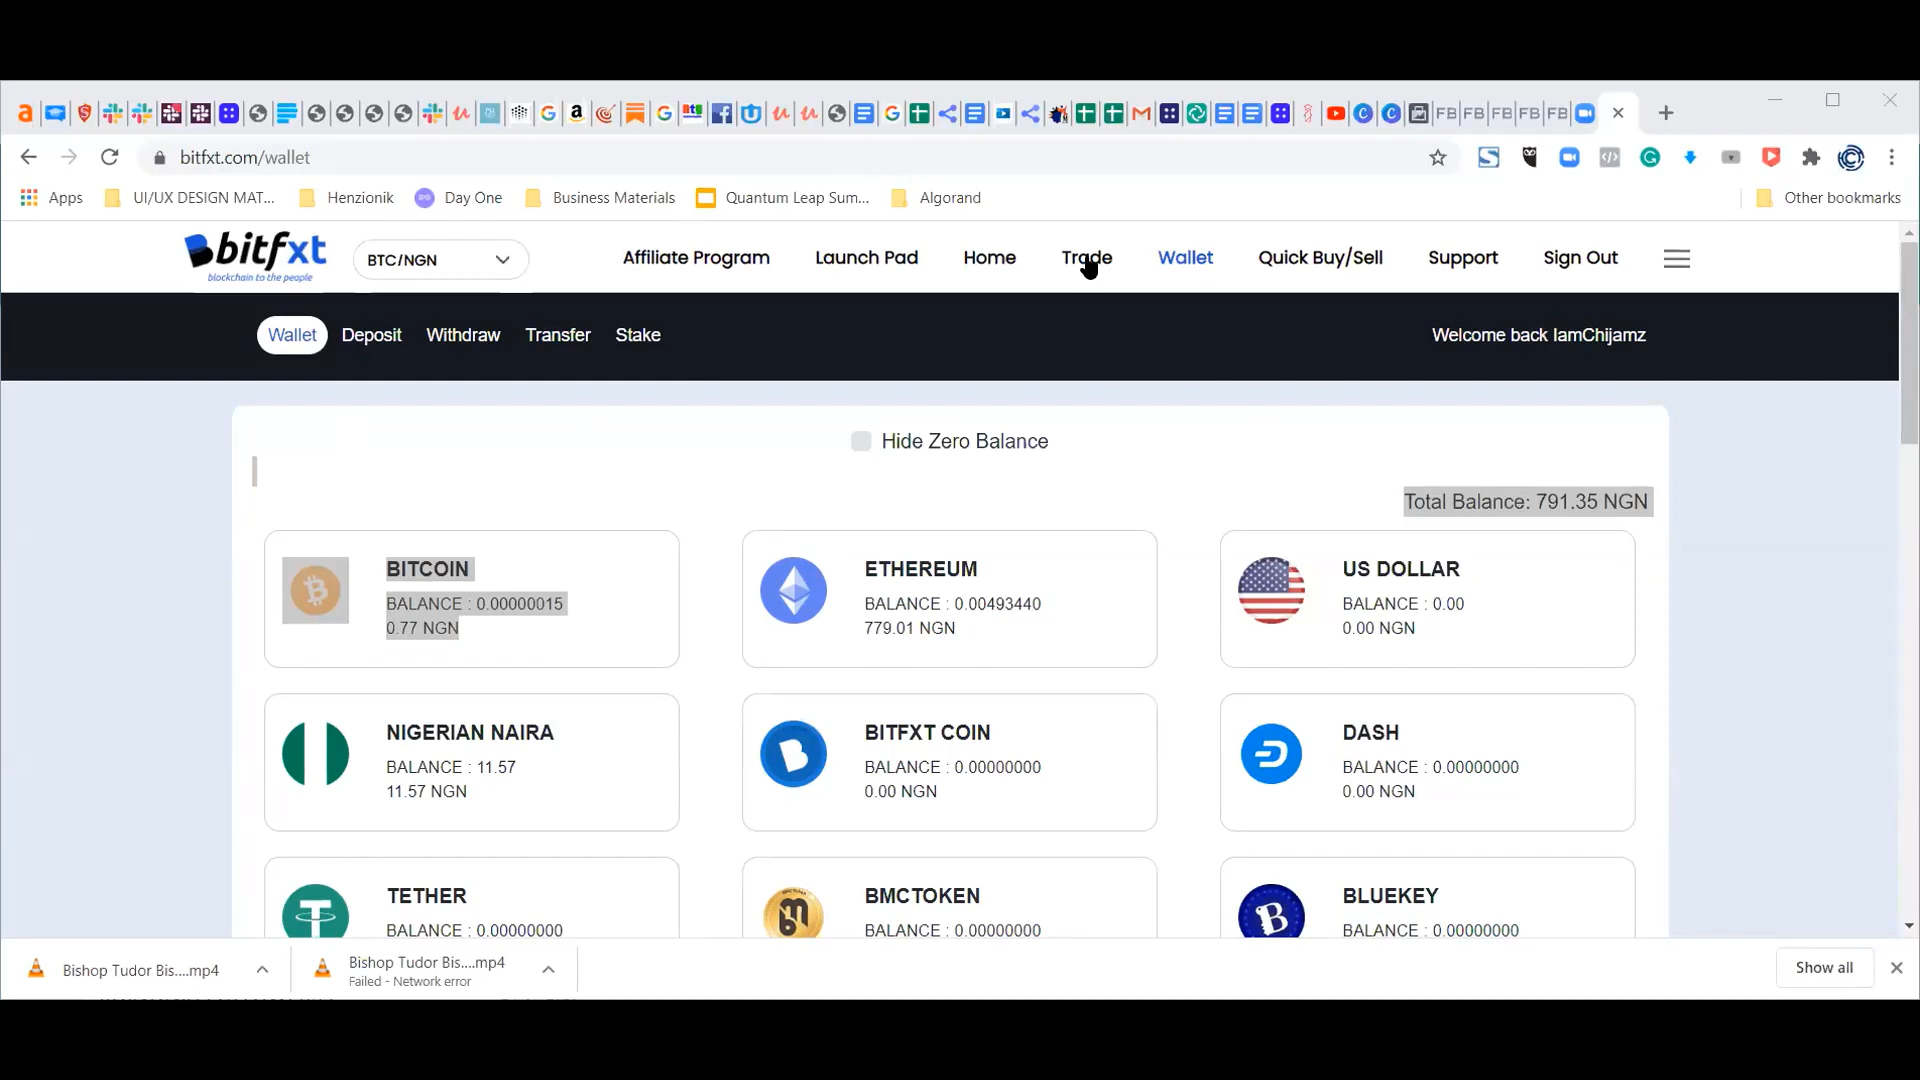 bitfxt.com/wallet
Apps UI/UX DESIGN MAT... Henzionik Day One Business Materials Quantum Leap Sum... Algorand Other bookmarks
bitfxt
blockchain to the people
BTC/NGN
Affiliate Program Launch Pad Home Trade Wallet Quick Buy/Sell Support Sign Out
Wallet Deposit Withdraw Transfer Stake
Welcome back IamChijamz
Hide Zero Balance
Total Balance: 791.35 NGN
BITCOIN
BALANCE : 0.00000015
0.77 NGN
ETHEREUM
BALANCE : 0.00493440
779.01 NGN
US DOLLAR
BALANCE : 0.00
0.00 NGN
NIGERIAN NAIRA
BALANCE : 11.57
11.57 NGN
BITFXT COIN
BALANCE : 0.00000000
0.00 NGN
DASH
BALANCE : 0.00000000
0.00 NGN
TETHER
BALANCE : 0.00000000
BMCTOKEN
BALANCE : 0.00000000
BLUEKEY
BALANCE : 0.00000000
Bishop Tudor Bis....mp4
Bishop Tudor Bis....mp4
Failed - Network error
Show all